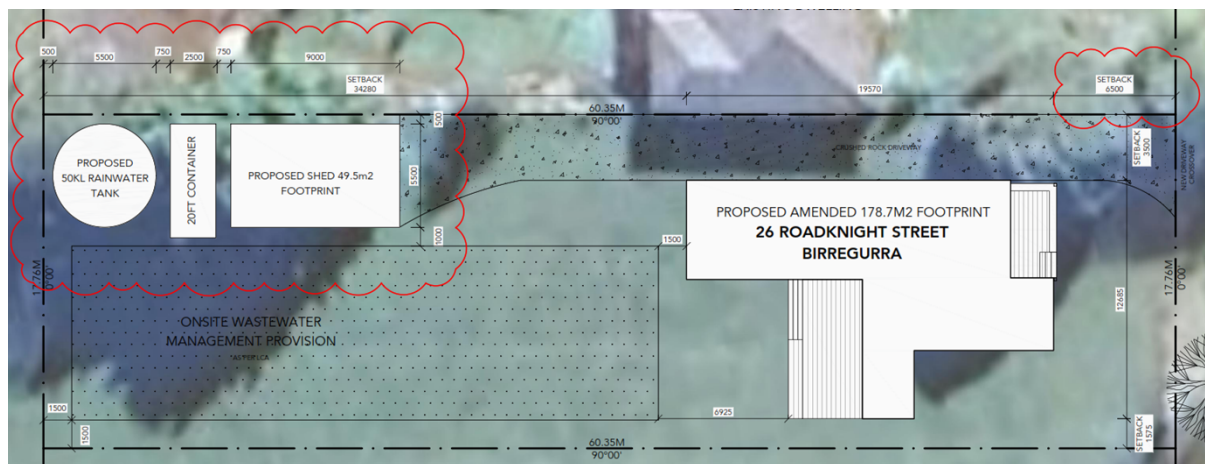 500
5500
750
2500
750
9000
SETBACK
34280
19570
SETBACK
6500
60.35M
90°00'
500
SETBACK
3500
CRUSHED ROCK DRIVEWAY
NEW DRIVEWAY
CROSSOVER
PROPOSED
50KL RAINWATER
TANK
20FT CONTAINER
PROPOSED SHED 49.5m2
FOOTPRINT
5500
1000
1500
PROPOSED AMENDED 178.7M2 FOOTPRINT
26 ROADKNIGHT STREET
BIRREGURRA
17.76M
0°00'
17.76M
0°00'
12685
ONSITE WASTEWATER
MANAGEMENT PROVISION
*AS PER LCA
1500
1500
6925
SETBACK
1575
60.35M
90°00'